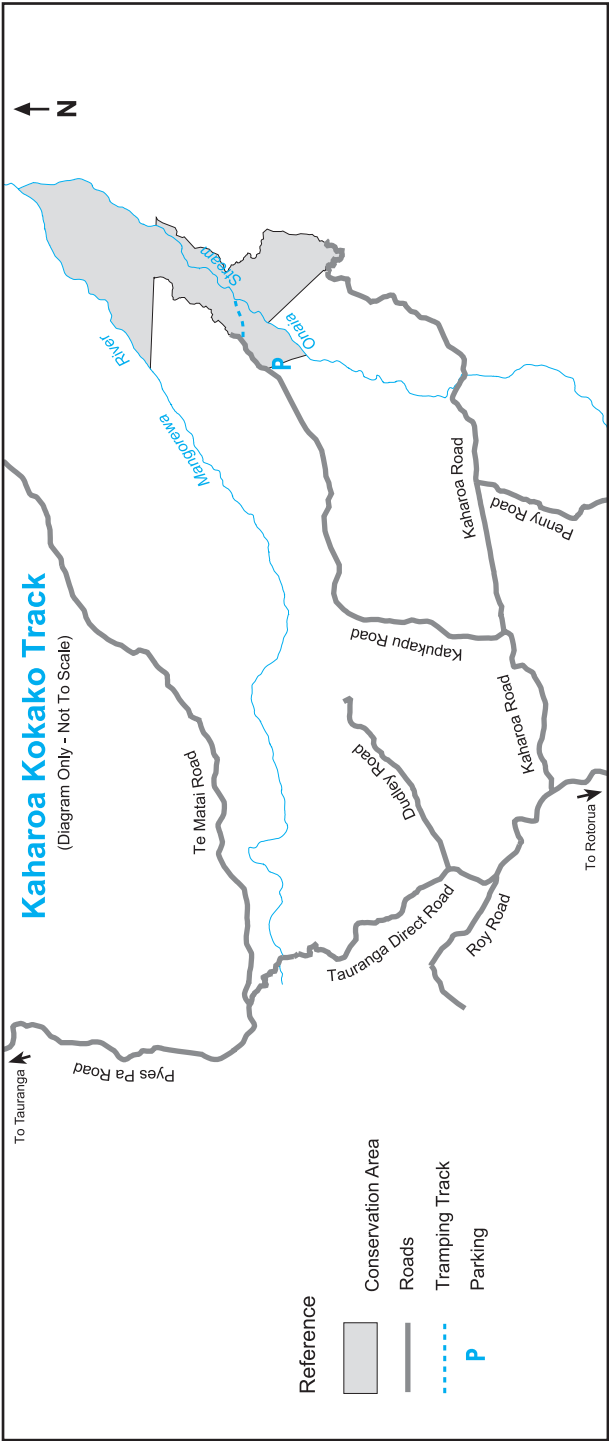 Kaharoa Kokako Track
(Diagram Only - Not To Scale)
N
To Tauranga
Pyes Pa Road
Te Matai Road
Mangorewa
River
Stream
Onaia
P
Tauranga Direct Road
Dudley Road
Kapukapu Road
Kaharoa Road
Penny Road
Kaharoa Road
Roy Road
To Rotorua
Reference
Conservation Area
Roads
Tramping Track
P
Parking